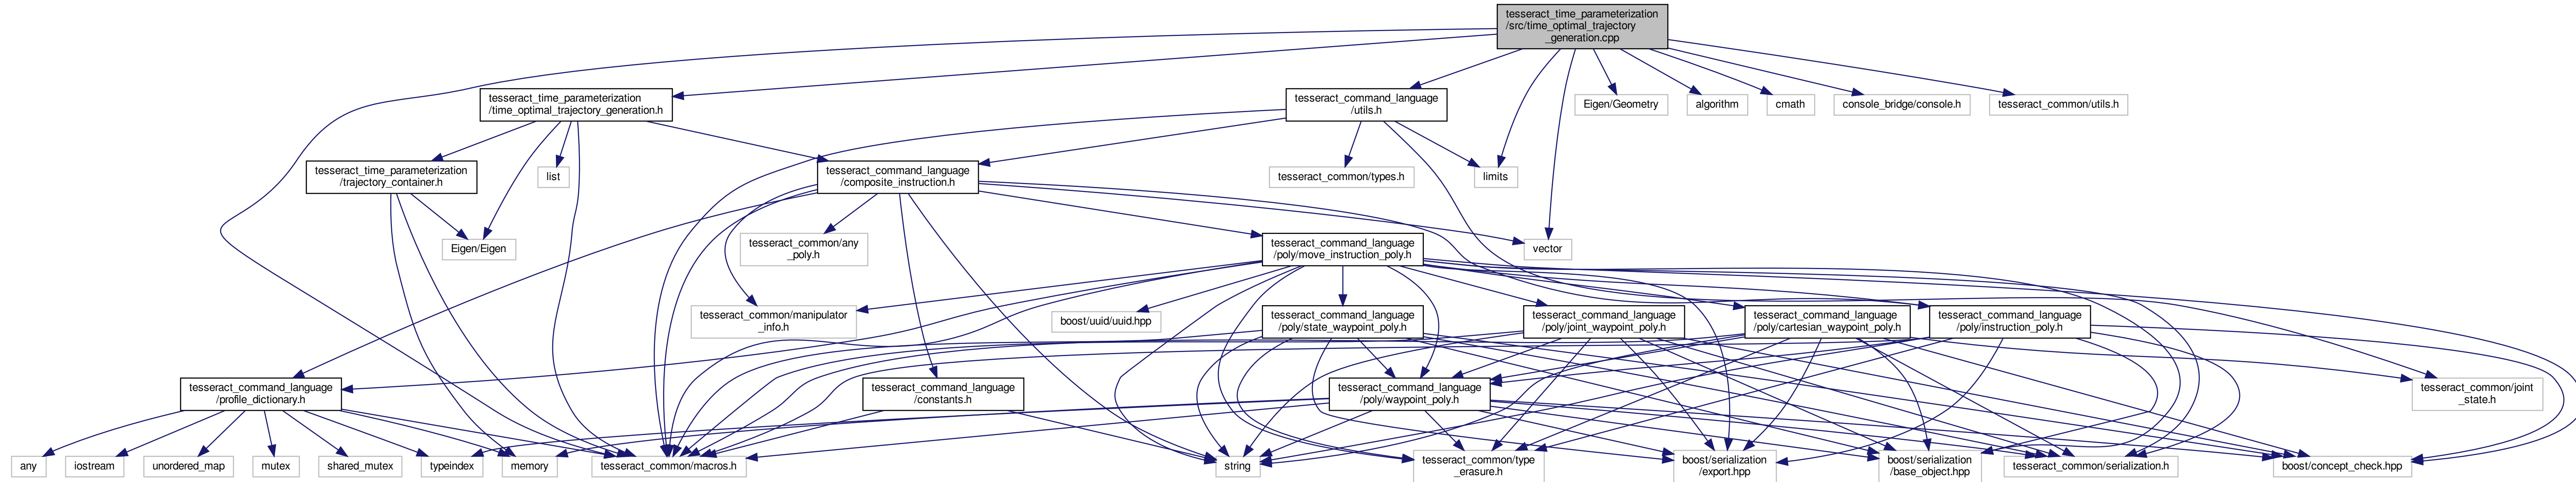 tesseract_time_parameterization
/src/time_optimal_trajectory
_generation.cpp
tesseract_time_parameterization
/time_optimal_trajectory_generation.h
tesseract_command_language
/utils.h
Eigen/Geometry
algorithm
cmath
console_bridge/console.h
tesseract_common/utils.h
tesseract_time_parameterization
/trajectory_container.h
list
tesseract_command_language
/composite_instruction.h
tesseract_common/types.h
limits
Eigen/Eigen
tesseract_common/any
_poly.h
tesseract_command_language
/poly/move_instruction_poly.h
vector
tesseract_common/manipulator
_info.h
boost/uuid/uuid.hpp
tesseract_command_language
/poly/state_waypoint_poly.h
tesseract_command_language
/poly/joint_waypoint_poly.h
tesseract_command_language
/poly/cartesian_waypoint_poly.h
tesseract_command_language
/poly/instruction_poly.h
tesseract_command_language
/profile_dictionary.h
tesseract_command_language
/constants.h
tesseract_command_language
/poly/waypoint_poly.h
tesseract_common/joint
_state.h
any
iostream
unordered_map
mutex
shared_mutex
typeindex
memory
tesseract_common/macros.h
string
tesseract_common/type
_erasure.h
boost/serialization
/export.hpp
boost/serialization
/base_object.hpp
tesseract_common/serialization.h
boost/concept_check.hpp